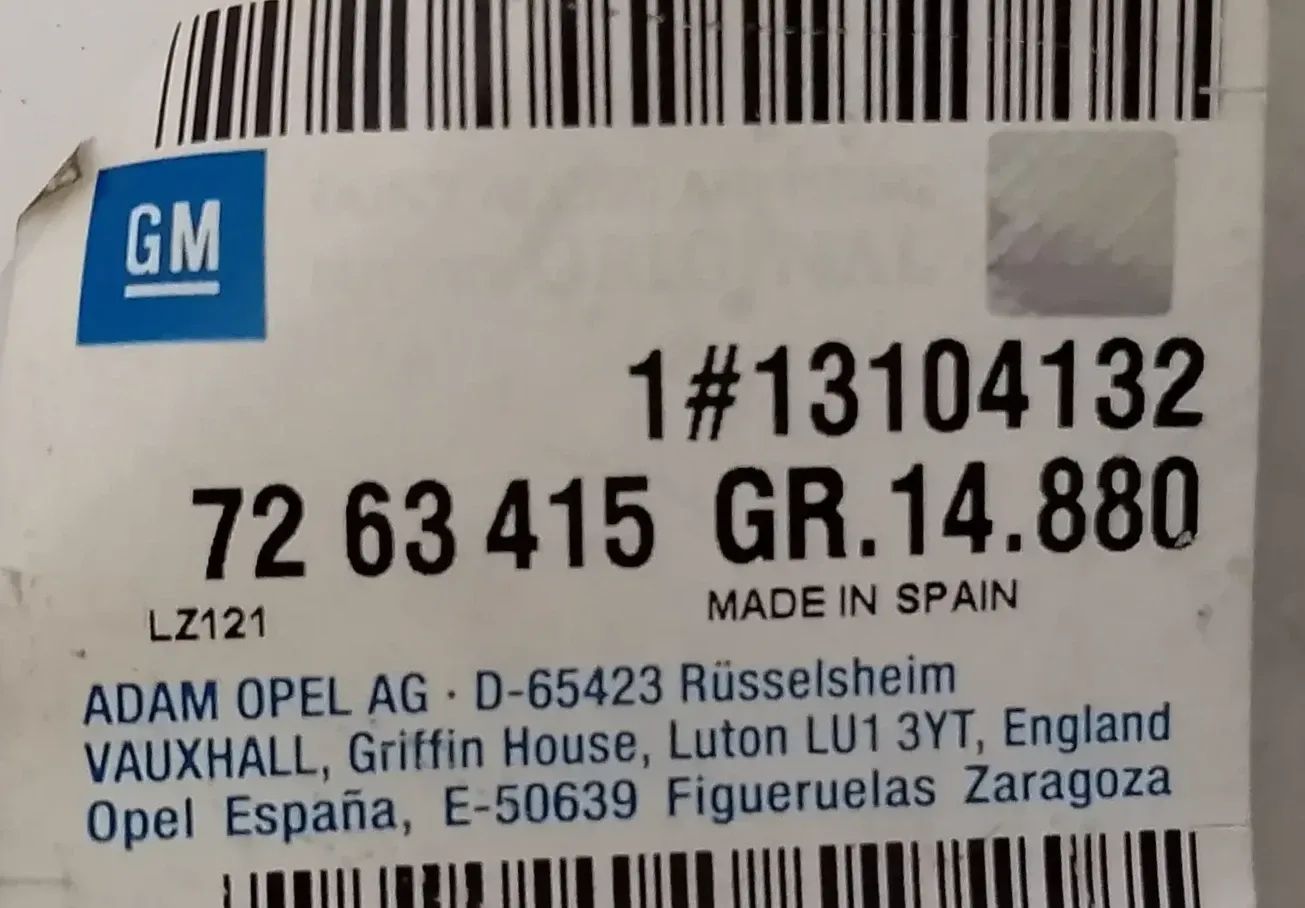 GM
1#13104132
72 63 415 GR.14.880
LZ121 MADE IN SPAIN
ADAM OPEL AG · D-65423 Rüsselsheim
VAUXHALL, Griffin House, Luton LU1 3YT, England
Opel España, E-50639 Figueruelas Zaragoza